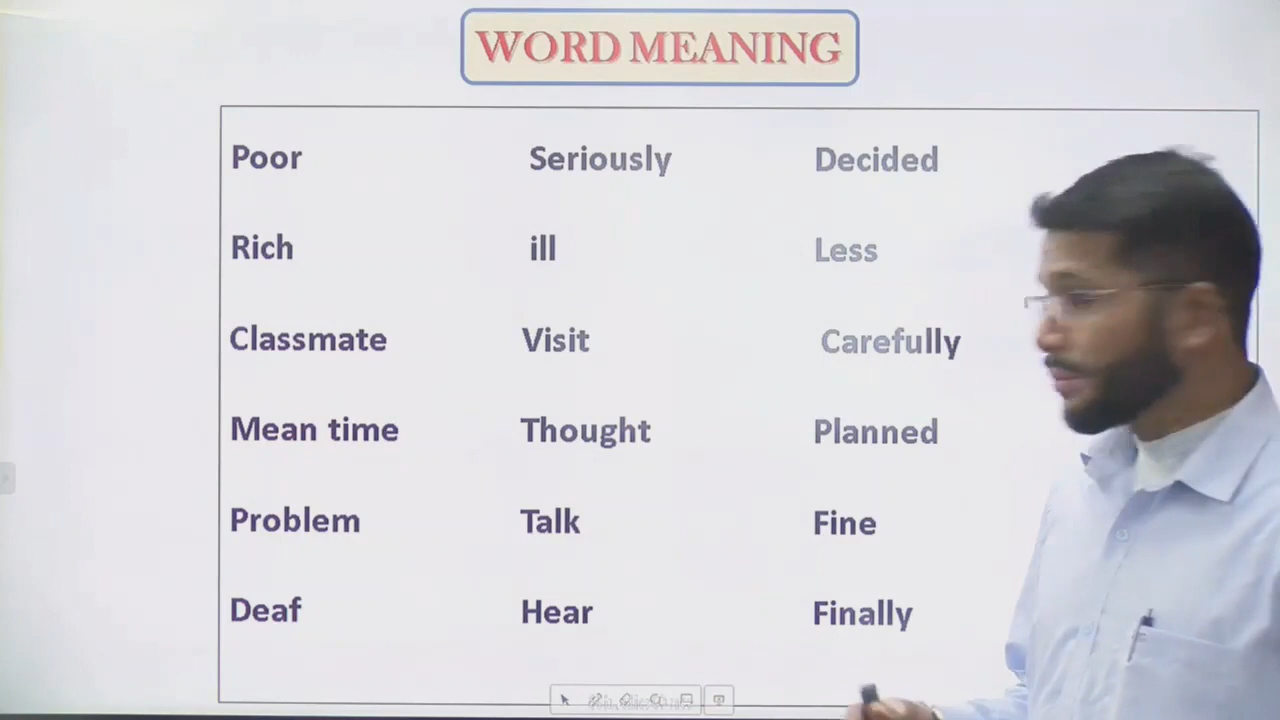 WORD MEANING
Poor Seriously Decided
Rich ill Less
Classmate Visit Carefully
Mean time Thought Planned
Problem Talk Fine
Deaf Hear Finally